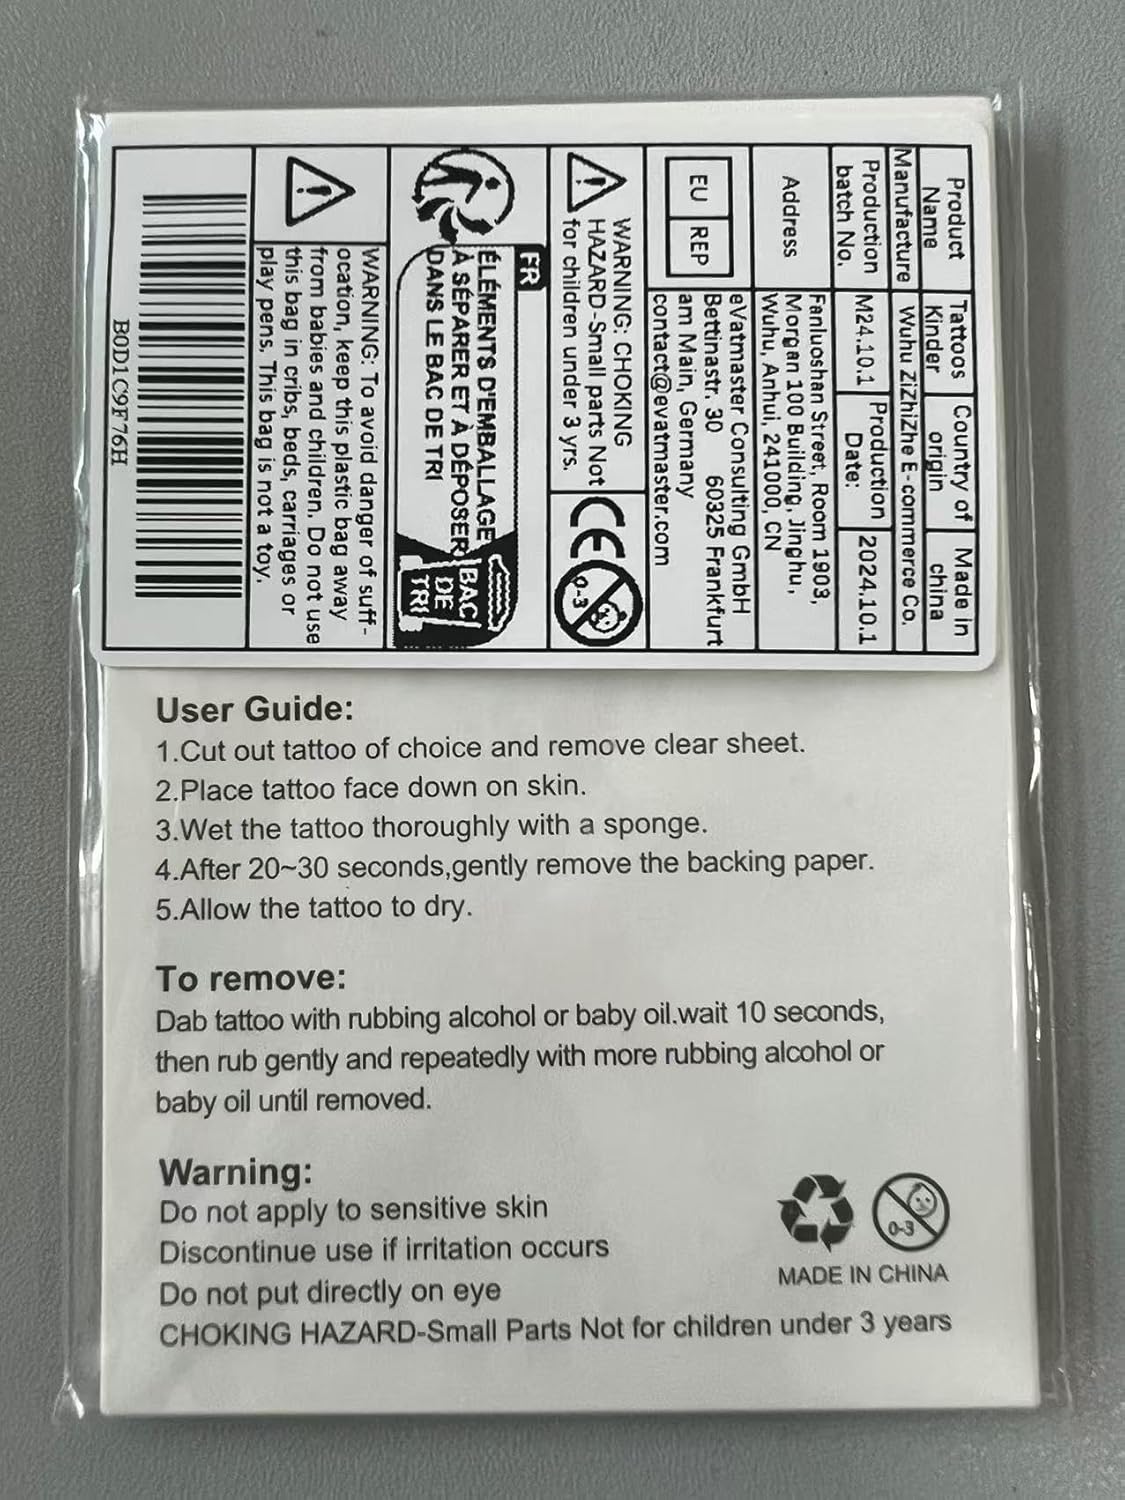 Product Name
Tattoos Kinder
Country of origin
Made in china
Manufacture
Wuhu ZiZhiZhe E-commerce Co.
Production batch No.
M24.10.1
Production Date:
2024.10.1
Address
Fanluoshan Street, Room 1903,
Morgan 100 Building, Jinghu,
Wuhu, Anhui, 241000, CN
EU REP
eVatmaster Consulting GmbH
Bettinastr. 30 60325 Frankfurt
am Main, Germany
contact@evatmaster.com
WARNING: CHOKING
HAZARD-Small parts Not
for children under 3 yrs.
CE
0-3
FR
ÉLÉMENTS D'EMBALLAGE
À SÉPARER ET À DÉPOSER
DANS LE BAC DE TRI
BAC
DE
TRI
WARNING: To avoid danger of suff-
ocation, keep this plastic bag away
from babies and children. Do not use
this bag in cribs, beds, carriages or
play pens. This bag is not a toy.
B0D1C9F76H
User Guide:
1.Cut out tattoo of choice and remove clear sheet.
2.Place tattoo face down on skin.
3.Wet the tattoo thoroughly with a sponge.
4.After 20~30 seconds,gently remove the backing paper.
5.Allow the tattoo to dry.
To remove:
Dab tattoo with rubbing alcohol or baby oil.wait 10 seconds,
then rub gently and repeatedly with more rubbing alcohol or
baby oil until removed.
Warning:
Do not apply to sensitive skin
Discontinue use if irritation occurs
Do not put directly on eye
CHOKING HAZARD-Small Parts Not for children under 3 years
0-3
MADE IN CHINA